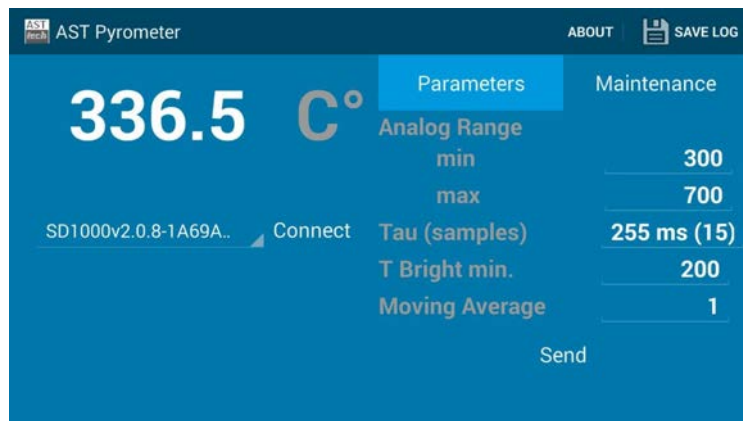 AST
tech
AST Pyrometer
ABOUT
SAVE LOG
336.5 C°
SD1000v2.0.8-1A69A..
Connect
Parameters
Maintenance
Analog Range
min 300
max 700
Tau (samples) 255 ms (15)
T Bright min. 200
Moving Average 1
Send